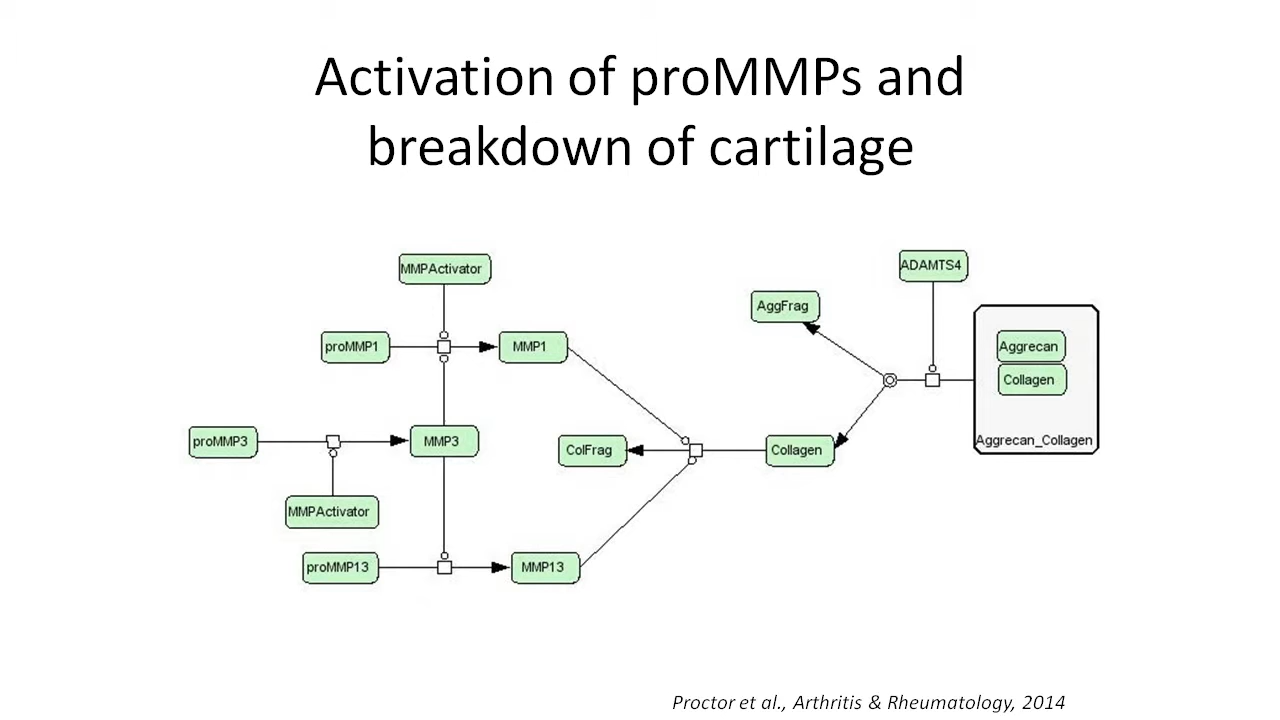 Activation of proMMPs and
breakdown of cartilage
MMPActivator
ADAMTS4
AggFrag
proMMP1
MMP1
Aggrecan
Collagen
proMMP3
MMP3
ColFrag
Collagen
Aggrecan_Collagen
MMPActivator
proMMP13
MMP13
Proctor et al., Arthritis & Rheumatology, 2014